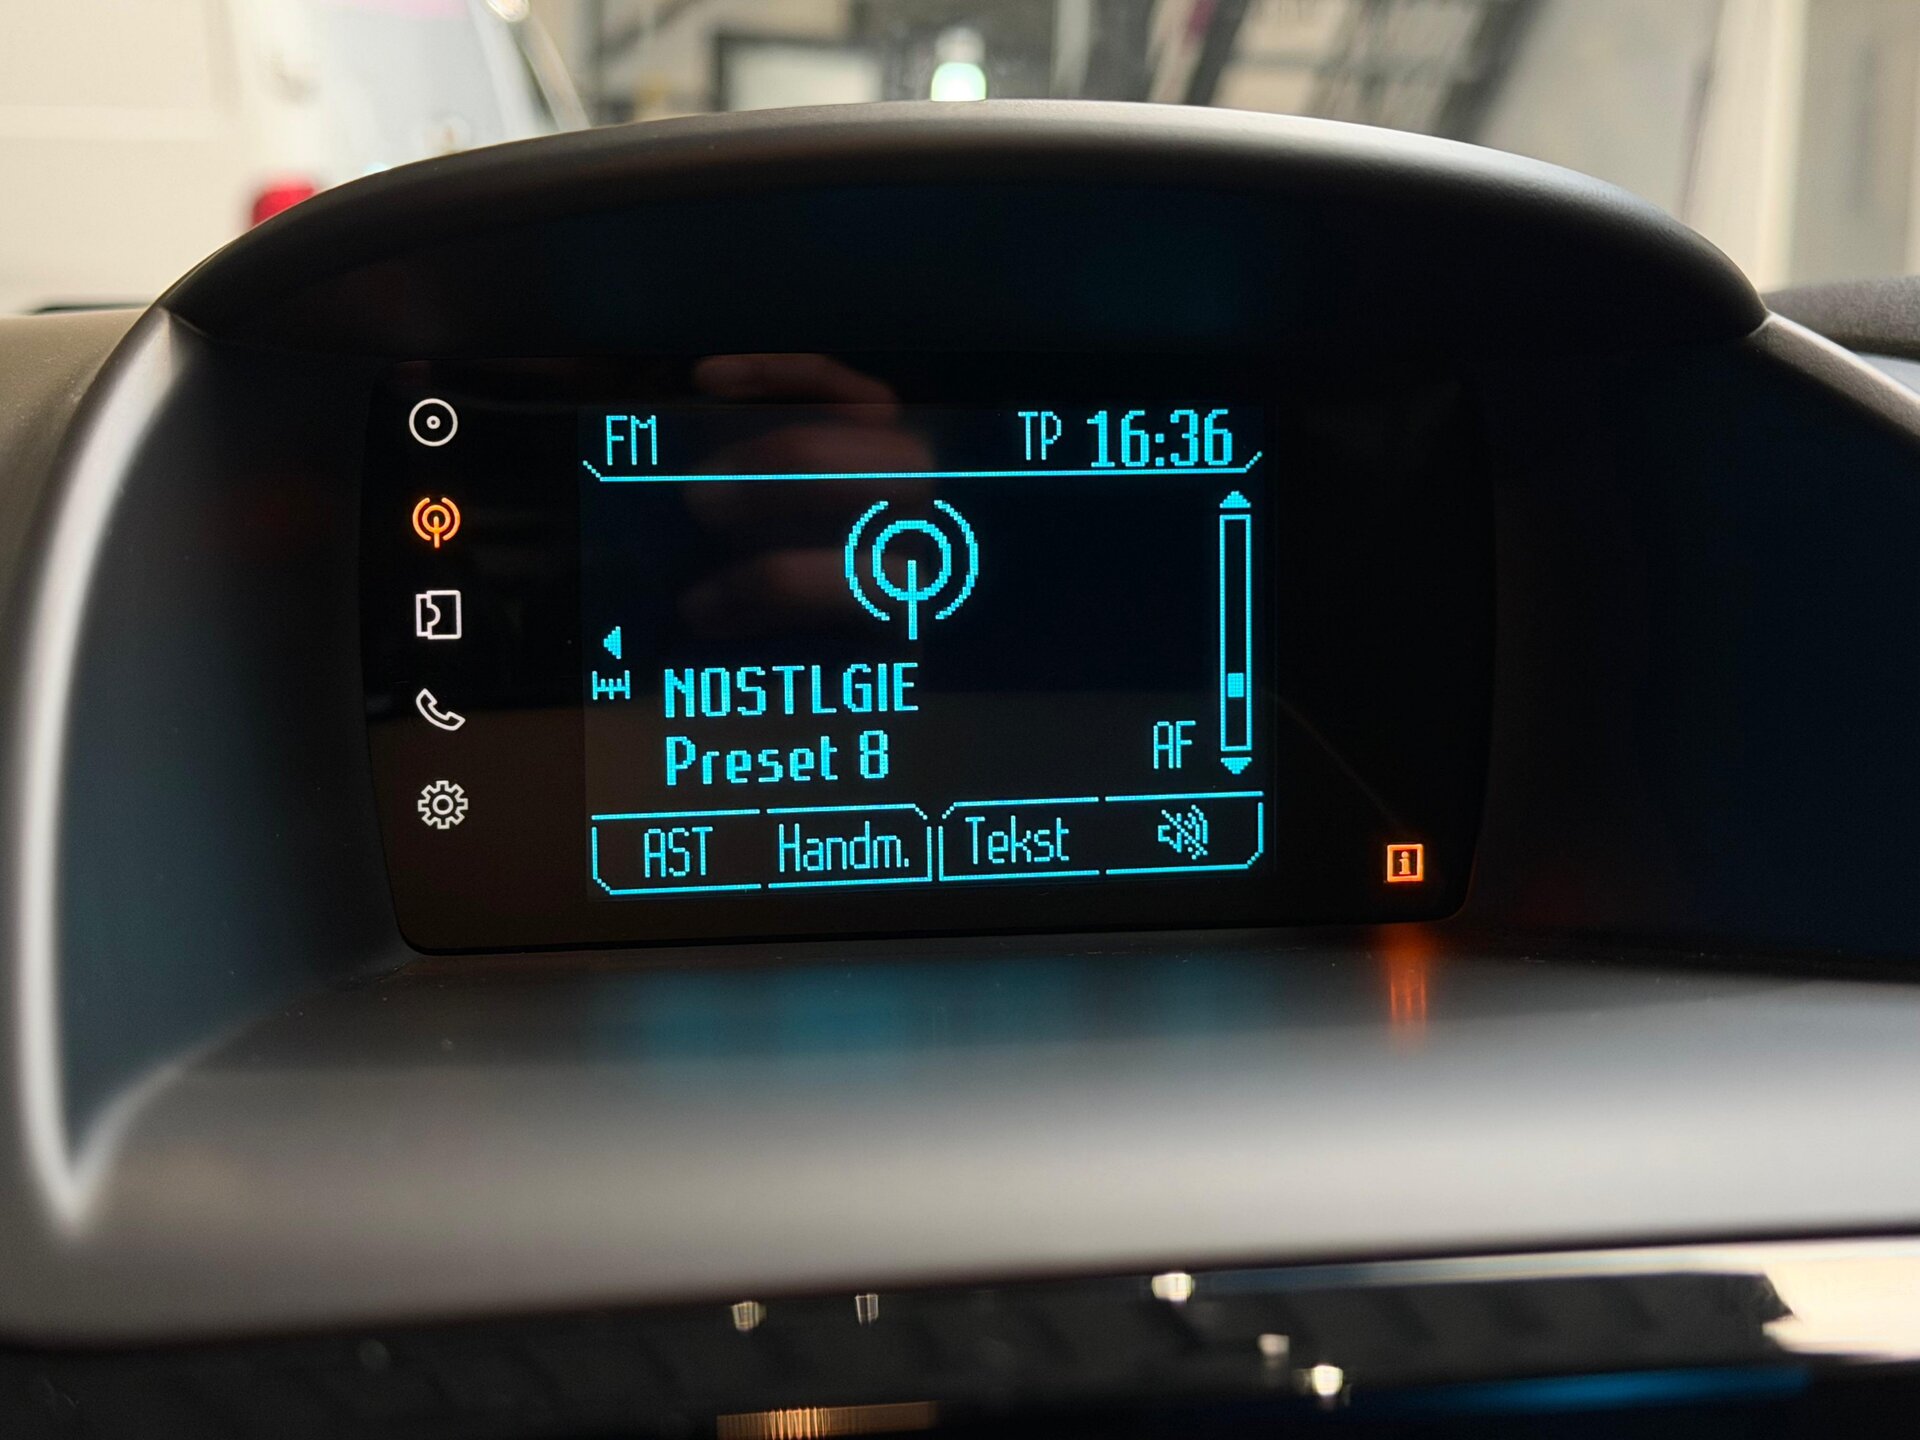 FM TP 16:36
NOSTLGIE
Preset 8 AF
AST Handm. Tekst
i